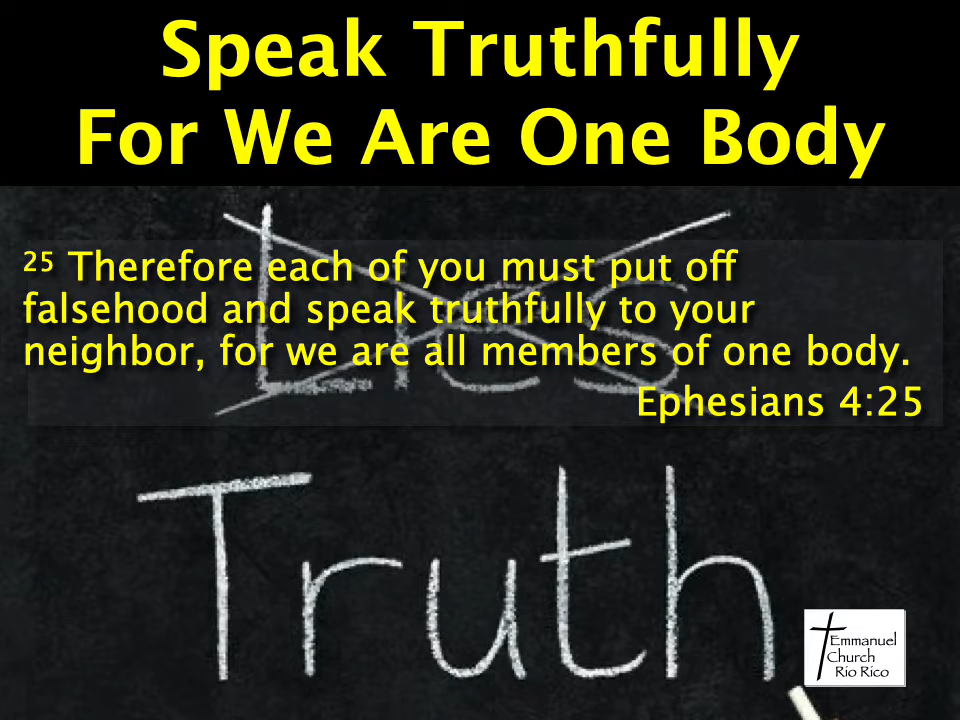 Speak Truthfully
For We Are One Body
Lies
²⁵ Therefore each of you must put off
falsehood and speak truthfully to your
neighbor, for we are all members of one body.
Ephesians 4:25
Truth
Emmanuel
Church
Rio Rico